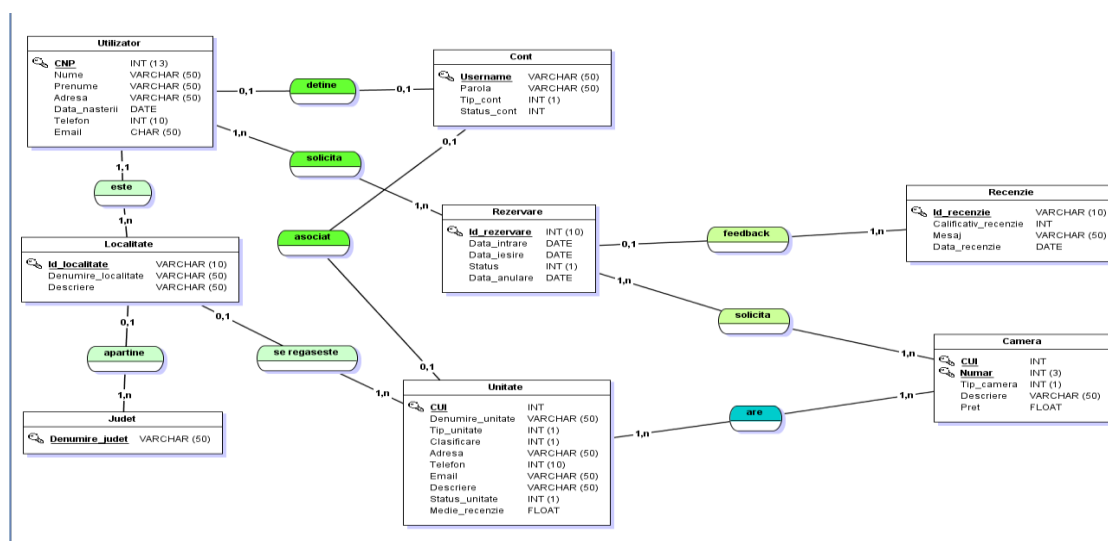 Utilizator
CNP INT (13)
Nume VARCHAR (50)
Prenume VARCHAR (50)
Adresa VARCHAR (50)
Data_nasterii DATE
Telefon INT (10)
Email CHAR (50)
0,1
detine
0,1
Cont
Username VARCHAR (50)
Parola VARCHAR (50)
Tip_cont INT (1)
Status_cont INT
1,n
solicita
1,n
0,1
asociat
0,1
1,1
este
1,n
Localitate
Id_localitate VARCHAR (10)
Denumire_localitate VARCHAR (50)
Descriere VARCHAR (50)
Rezervare
Id_rezervare INT (10)
Data_intrare DATE
Data_iesire DATE
Status INT (1)
Data_anulare DATE
0,1
feedback
1,n
Recenzie
Id_recenzie VARCHAR (10)
Calificativ_recenzie INT
Mesaj VARCHAR (50)
Data_recenzie DATE
1,n
solicita
1,n
0,1
apartine
1,n
0,1
se regaseste
1,n
Judet
Denumire_judet VARCHAR (50)
Unitate
CUI INT
Denumire_unitate VARCHAR (50)
Tip_unitate INT (1)
Clasificare INT (1)
Adresa VARCHAR (50)
Telefon INT (10)
Email VARCHAR (50)
Descriere VARCHAR (50)
Status_unitate INT (1)
Medie_recenzie FLOAT
1,n
are
1,n
Camera
CUI INT
Numar INT (3)
Tip_camera INT (1)
Descriere VARCHAR (50)
Pret FLOAT